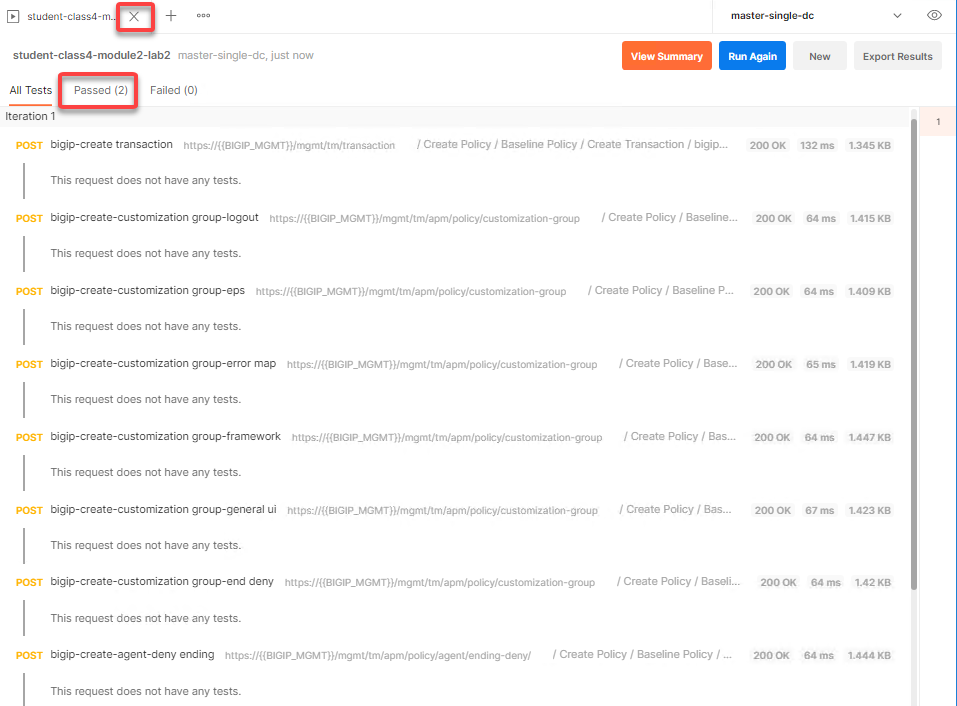 student-class4-m... master-single-dc
student-class4-module2-lab2 master-single-dc, just now View Summary Run Again New Export Results
All Tests Passed (2) Failed (0)
Iteration 1 1
POST bigip-create transaction https://{{BIGIP_MGMT}}/mgmt/tm/transaction / Create Policy / Baseline Policy / Create Transaction / bigip... 200 OK 132 ms 1.345 KB
This request does not have any tests.
POST bigip-create-customization group-logout https://{{BIGIP_MGMT}}/mgmt/tm/apm/policy/customization-group / Create Policy / Baseline... 200 OK 64 ms 1.415 KB
This request does not have any tests.
POST bigip-create-customization group-eps https://{{BIGIP_MGMT}}/mgmt/tm/apm/policy/customization-group / Create Policy / Baseline P... 200 OK 64 ms 1.409 KB
This request does not have any tests.
POST bigip-create-customization group-error map https://{{BIGIP_MGMT}}/mgmt/tm/apm/policy/customization-group / Create Policy / Base... 200 OK 65 ms 1.419 KB
This request does not have any tests.
POST bigip-create-customization group-framework https://{{BIGIP_MGMT}}/mgmt/tm/apm/policy/customization-group / Create Policy / Bas... 200 OK 64 ms 1.447 KB
This request does not have any tests.
POST bigip-create-customization group-general ui https://{{BIGIP_MGMT}}/mgmt/tm/apm/policy/customization-group / Create Policy / Bas... 200 OK 67 ms 1.423 KB
This request does not have any tests.
POST bigip-create-customization group-end deny https://{{BIGIP_MGMT}}/mgmt/tm/apm/policy/customization-group / Create Policy / Baseli... 200 OK 64 ms 1.42 KB
This request does not have any tests.
POST bigip-create-agent-deny ending https://{{BIGIP_MGMT}}/mgmt/tm/apm/policy/agent/ending-deny/ / Create Policy / Baseline Policy / ... 200 OK 64 ms 1.444 KB
This request does not have any tests.